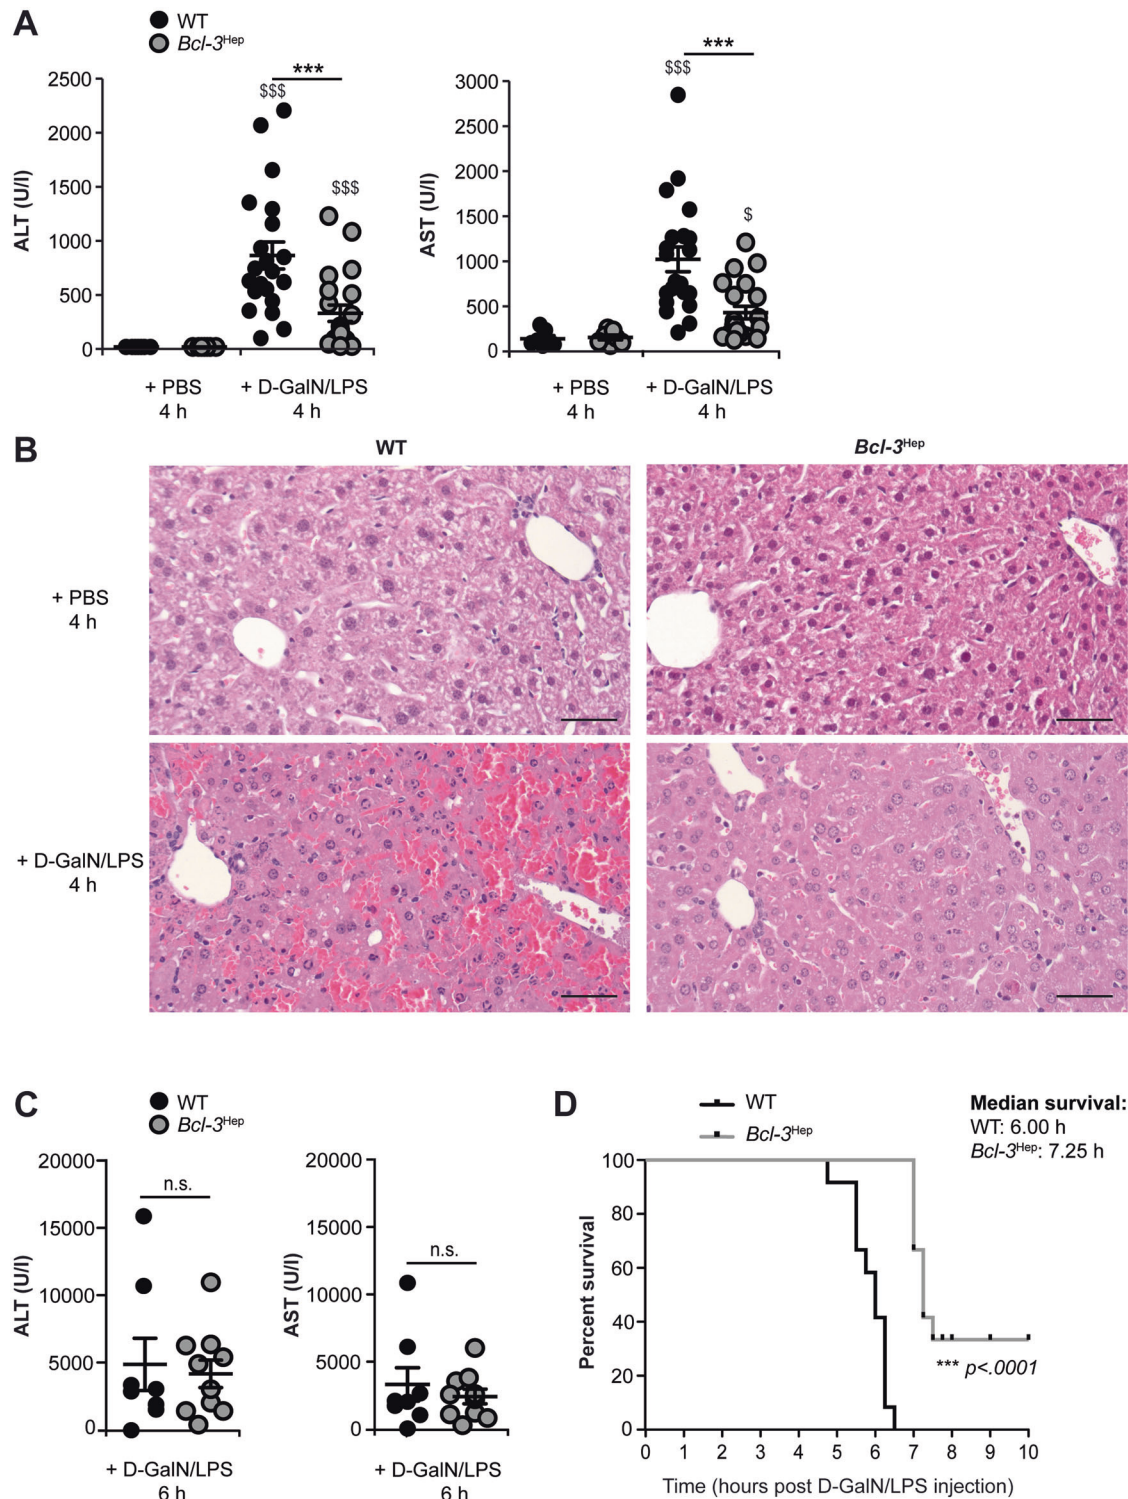 A
WT
Bcl-3Hep
ALT (U/l)
2500
2000
1500
1000
500
0
$$$
***
$$$
+ PBS
4 h
+ D-GalN/LPS
4 h
AST (U/l)
3000
2500
2000
1500
1000
500
0
$$$
***
$
+ PBS
4 h
+ D-GalN/LPS
4 h
B
WT
Bcl-3Hep
+ PBS
4 h
+ D-GalN/LPS
4 h
C
WT
Bcl-3Hep
ALT (U/l)
20000
15000
10000
5000
0
n.s.
+ D-GalN/LPS
6 h
AST (U/l)
20000
15000
10000
5000
0
n.s.
+ D-GalN/LPS
6 h
D
WT
Bcl-3Hep
Median survival:
WT: 6.00 h
Bcl-3Hep: 7.25 h
Percent survival
100
80
60
40
20
0
*** p<.0001
0 1 2 3 4 5 6 7 8 9 10
Time (hours post D-GalN/LPS injection)